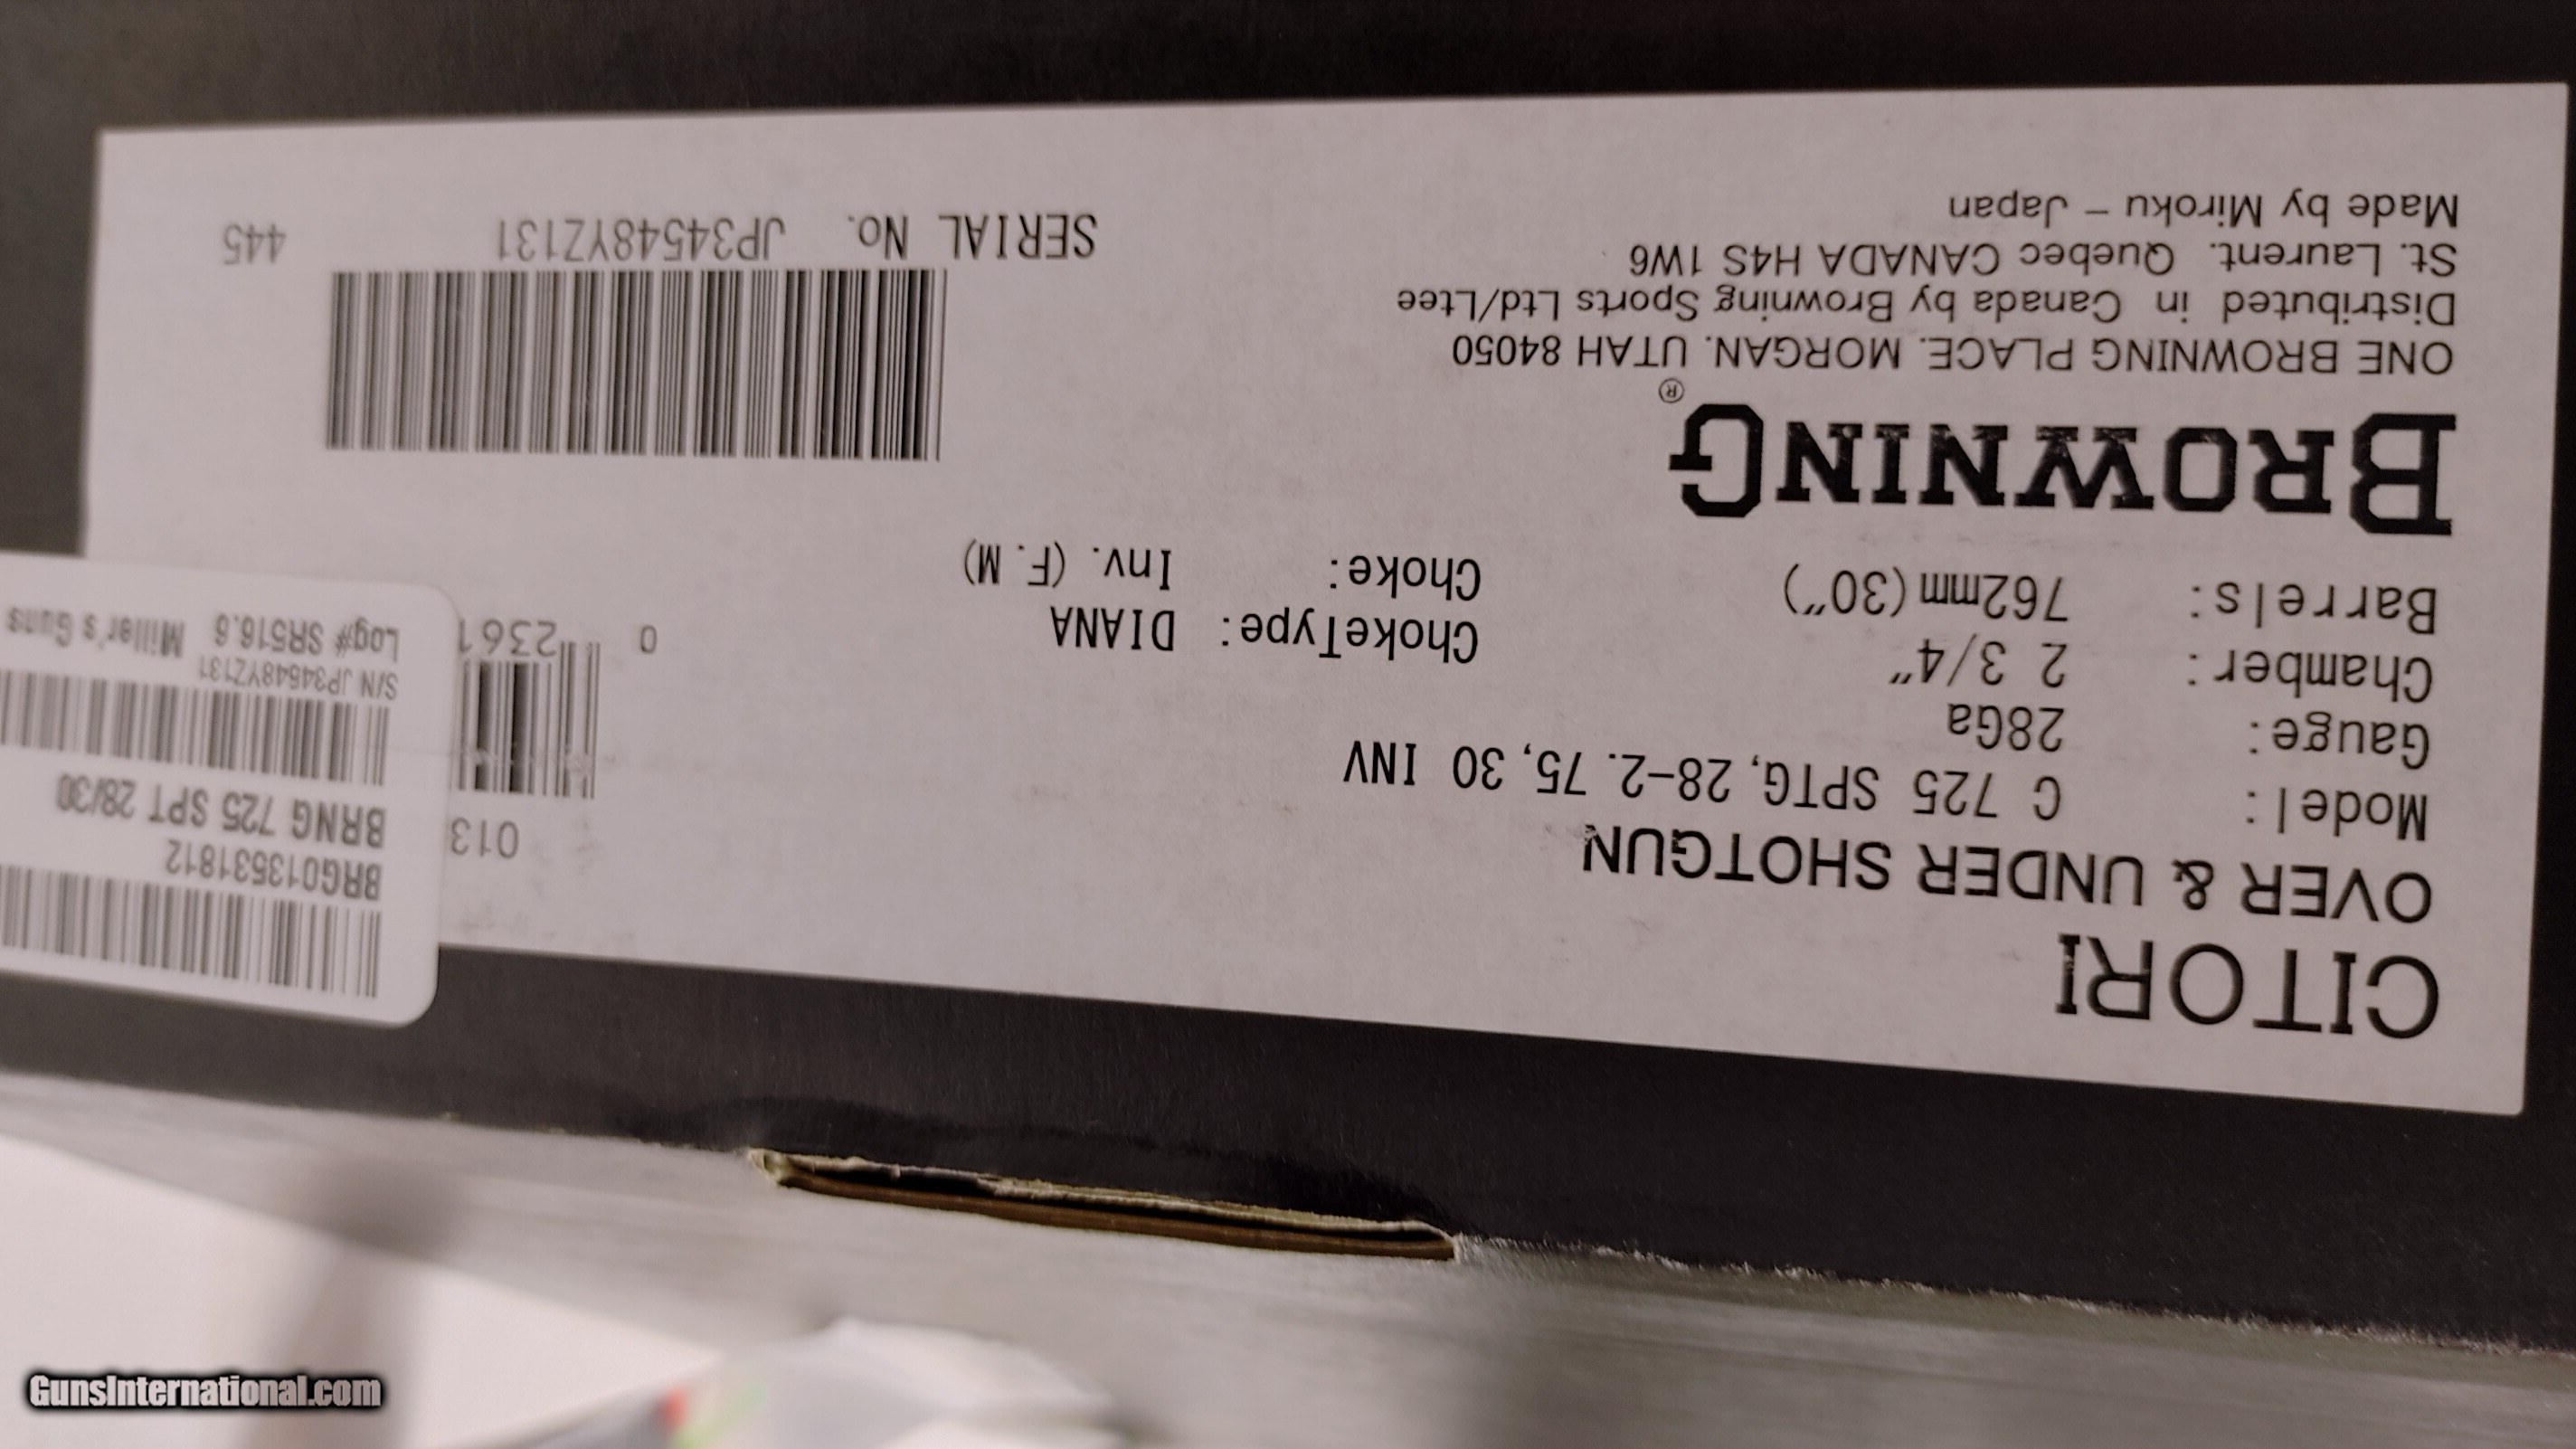 CITORI
OVER & UNDER SHOTGUN
Model: C 725 SPTG, 28-2. 75, 30 INV
Gauge: 28Ga
Chamber: 2 3/4"
Barrels: 762mm(30")
ChokeType: DIANA
Choke: Inv. (F. M)
BROWNING®
ONE BROWNING PLACE. MORGAN. UTAH 84050
Distributed in Canada by Browning Sports Ltd/Ltee
St. Laurent. Quebec CANADA H4S 1W6
Made by Miroku - Japan
013
0 2361
SERIAL No. JP34548YZ131 445
BRG013531812
BRNG 725 SPT 28/30
S/N JP34548YZ131
Log# SR516.6 Miller's Guns
GunsInternational.com